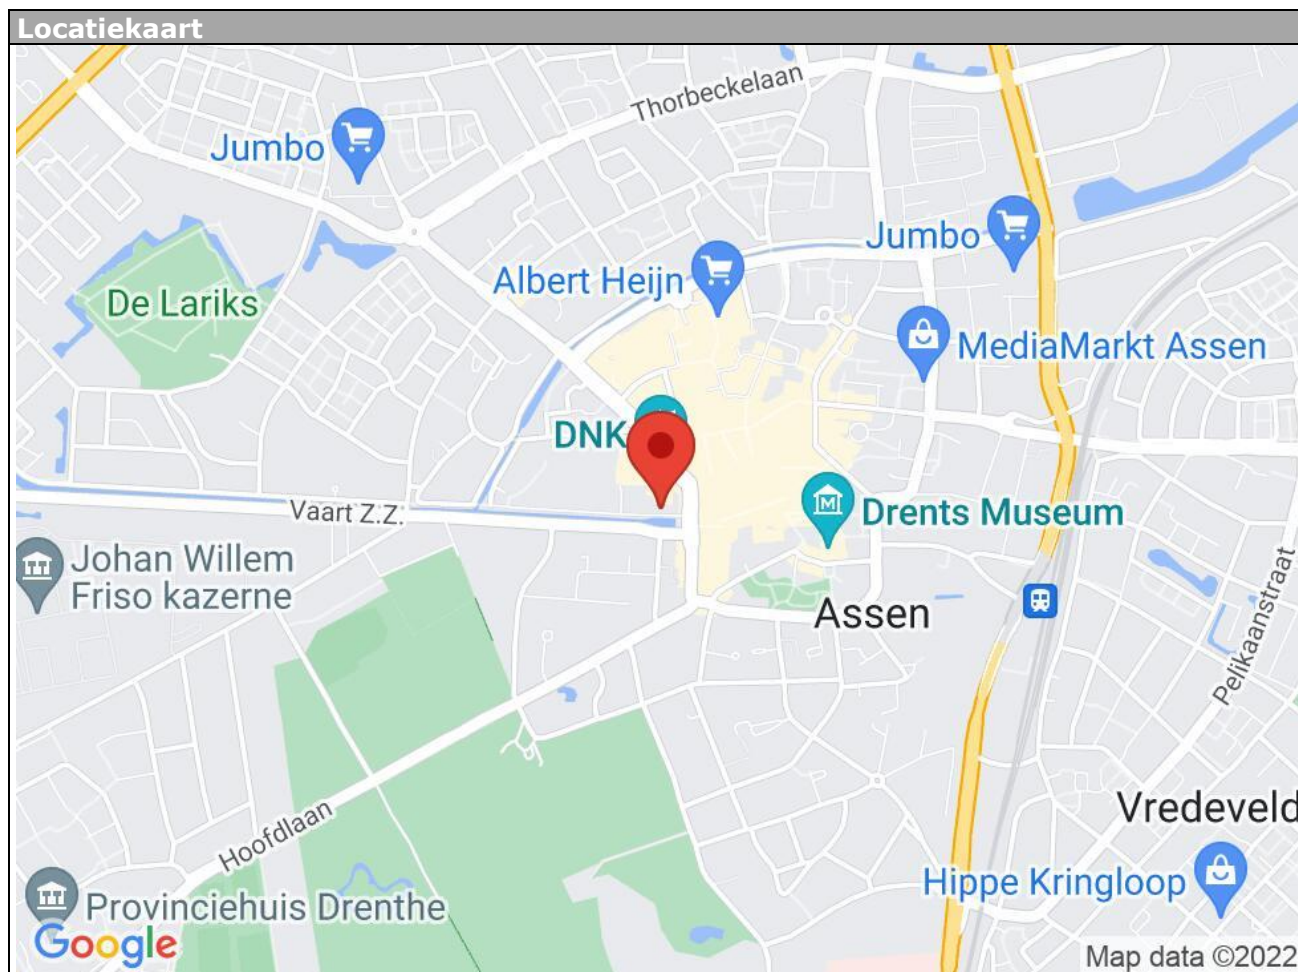 Locatiekaart
Thorbeckelaan
Jumbo
Jumbo
Albert Heijn
De Lariks
MediaMarkt Assen
DNK
Vaart Z.Z.
Drents Museum
Johan Willem
Friso kazerne
Assen
Pelikaanstraat
Vredeveld
Hoofdlaan
Hippe Kringloop
Provinciehuis Drenthe
Google
Map data ©2022